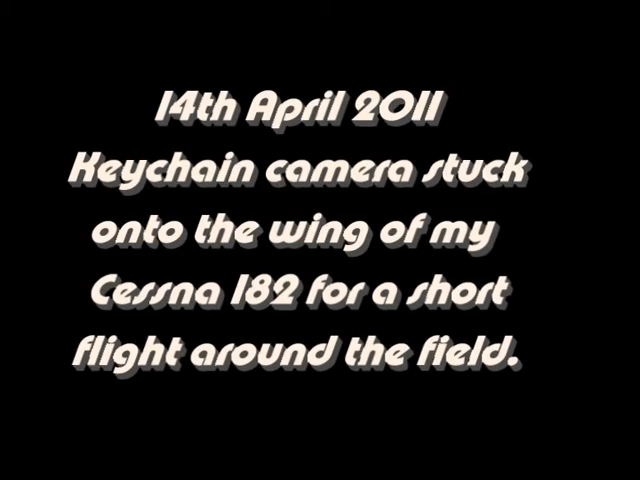 14th April 2011
Keychain camera stuck
onto the wing of my
Cessna 182 for a short
flight around the field.